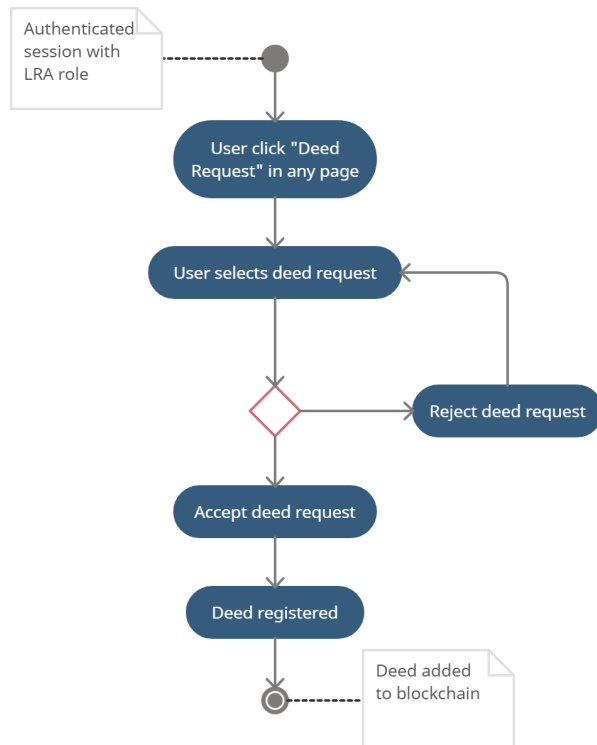 Authenticated
session with
LRA role
User click "Deed
Request" in any page
User selects deed request
Reject deed request
Accept deed request
Deed registered
Deed added
to blockchain